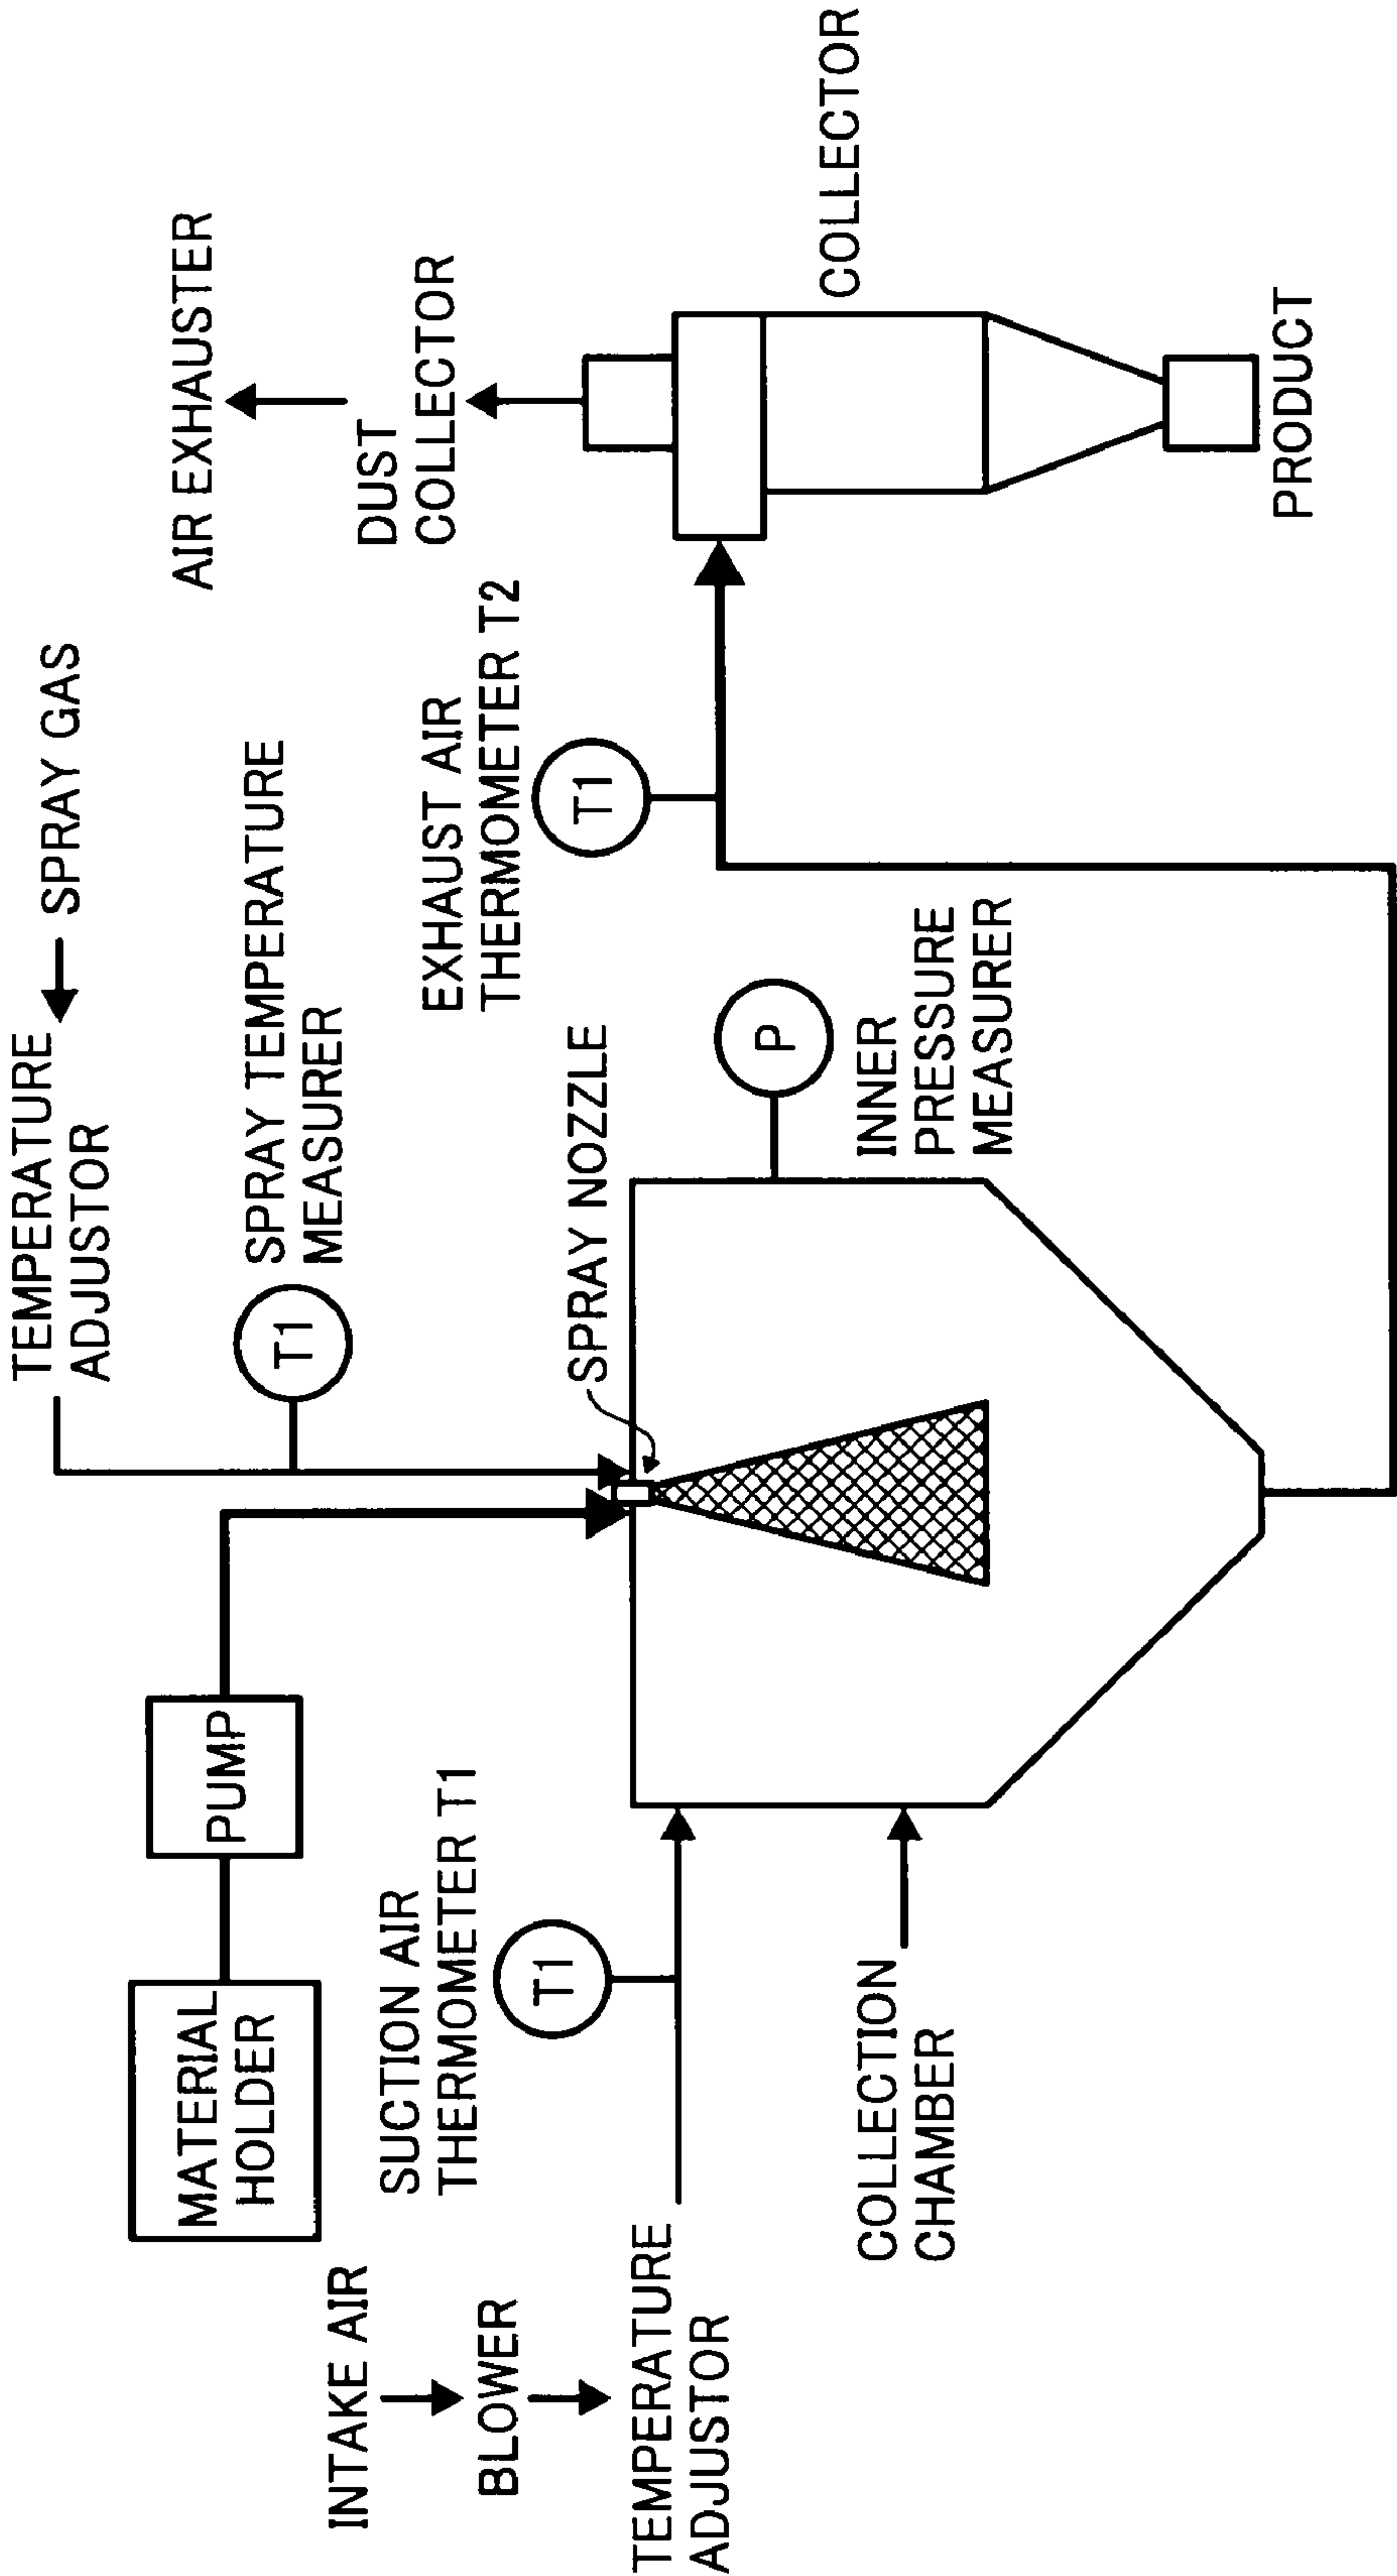 INTAKE AIR
BLOWER
TEMPERATURE
ADJUSTOR
MATERIAL
HOLDER
PUMP
SUCTION AIR
THERMOMETER T1
T1
COLLECTION
CHAMBER
TEMPERATURE
ADJUSTOR
SPRAY GAS
T1
SPRAY TEMPERATURE
MEASURER
SPRAY NOZZLE
P
INNER
PRESSURE
MEASURER
EXHAUST AIR
THERMOMETER T2
T1
AIR EXHAUSTER
DUST
COLLECTOR
COLLECTOR
PRODUCT